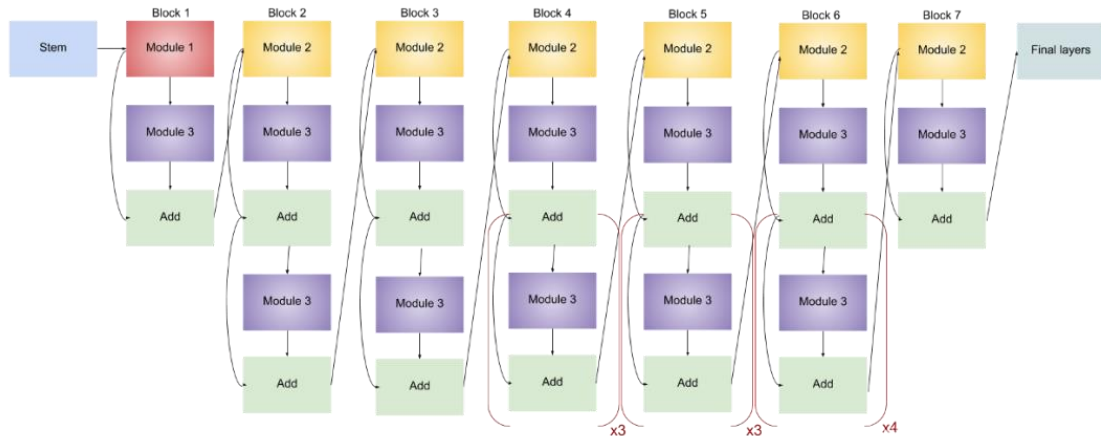 Block 1
Block 2
Block 3
Block 4
Block 5
Block 6
Block 7
Stem
Module 1
Module 2
Module 2
Module 2
Module 2
Module 2
Module 2
Final layers
Module 3
Module 3
Module 3
Module 3
Module 3
Module 3
Module 3
Add
Add
Add
Add
Add
Add
Add
Module 3
Module 3
Module 3
Module 3
Module 3
Add
Add
Add
Add
Add
x3
x3
x4